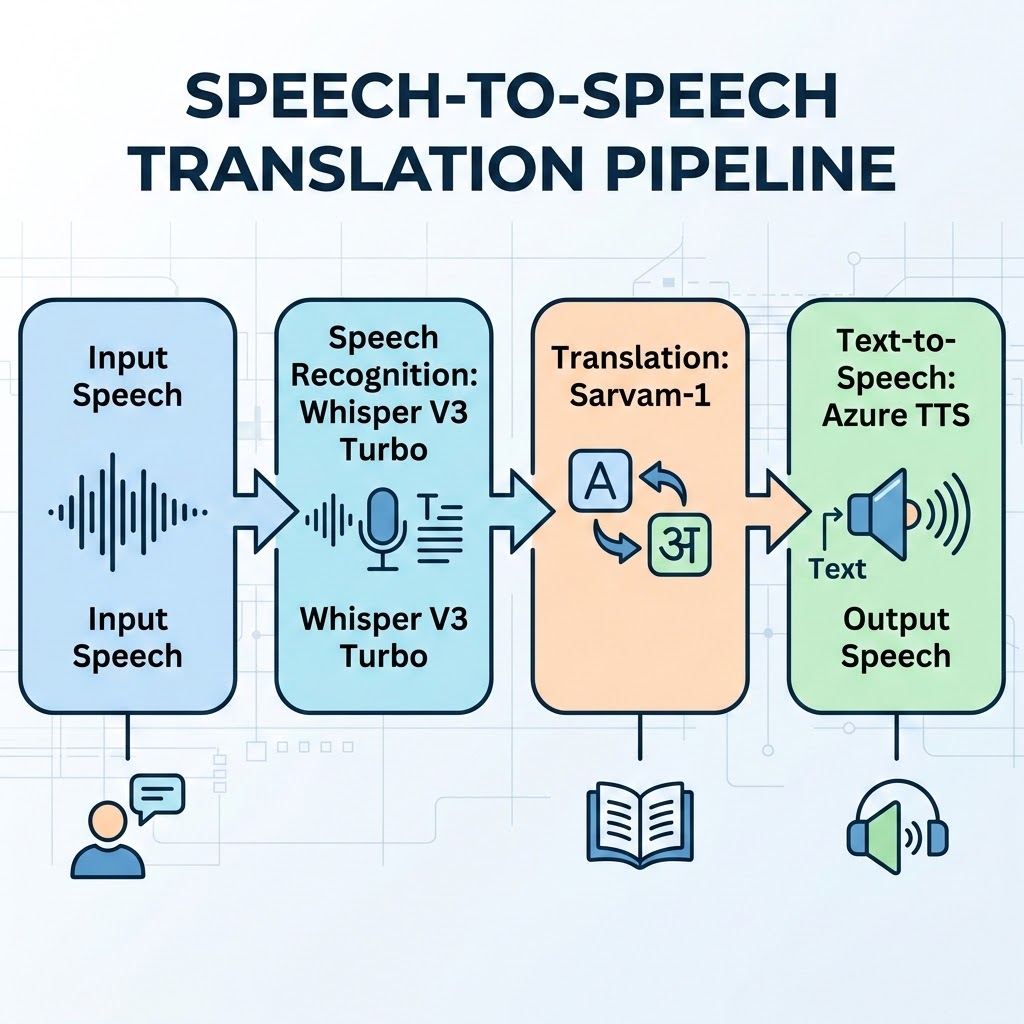 SPEECH-TO-SPEECH
TRANSLATION PIPELINE
Input
Speech
Input
Speech
Speech
Recognition:
Whisper V3
Turbo
T
Whisper V3
Turbo
Translation:
Sarvam-1
A
अ
Text-to-
Speech:
Azure TTS
Text
Output
Speech